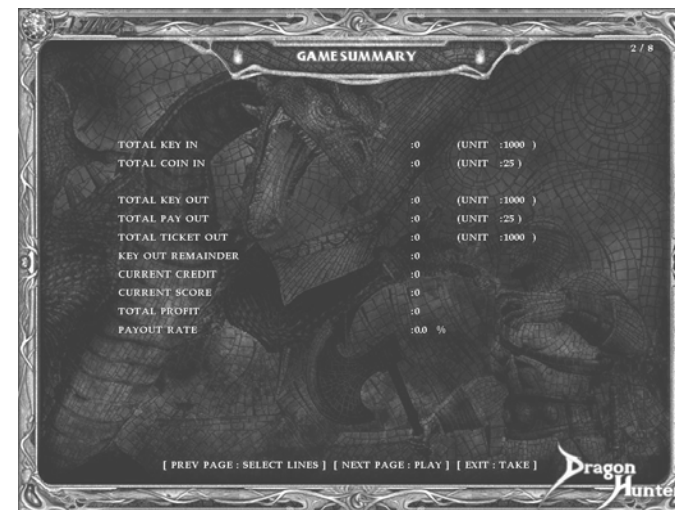 2 / 8
GAME SUMMARY
TOTAL KEY IN :0 (UNIT :1000 )
TOTAL COIN IN :0 (UNIT :25 )
TOTAL KEY OUT :0 (UNIT :1000 )
TOTAL PAY OUT :0 (UNIT :25 )
TOTAL TICKET OUT :0 (UNIT :1000 )
KEY OUT REMAINDER :0
CURRENT CREDIT :0
CURRENT SCORE :0
TOTAL PROFIT :0
PAYOUT RATE :0.0 %
[ PREV PAGE : SELECT LINES ] [ NEXT PAGE : PLAY ] [ EXIT : TAKE ]
Dragon
Hunter